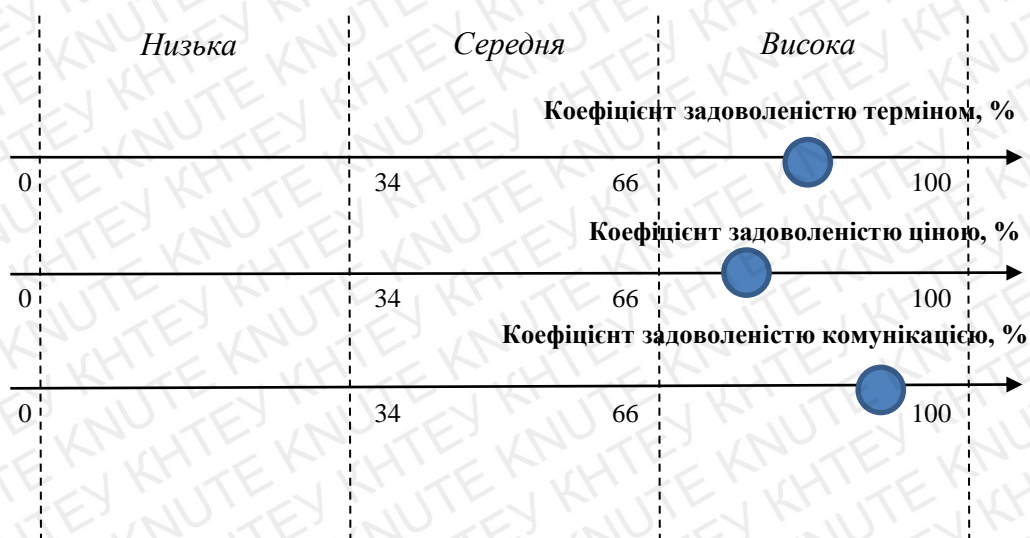 Низька Середня Висока
Коефіцієнт задоволеністю терміном, %
0 34 66 100
Коефіцієнт задоволеністю ціною, %
0 34 66 100
Коефіцієнт задоволеністю комунікацією, %
0 34 66 100